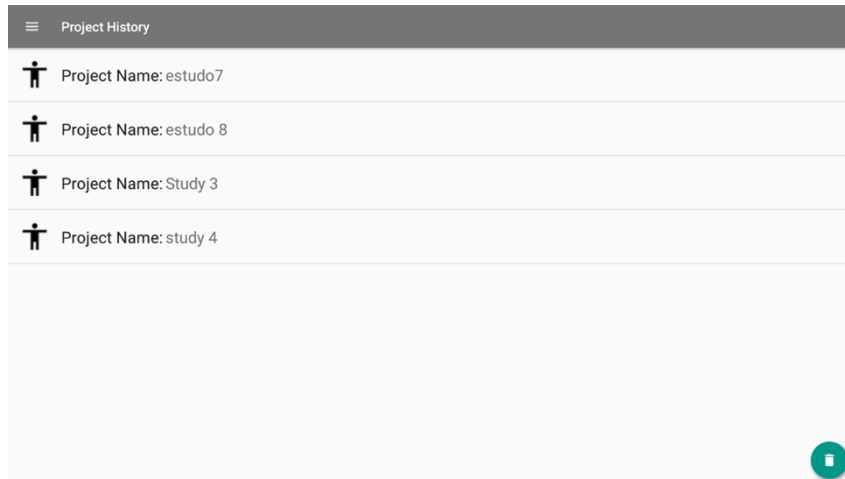 Project History
Project Name: estudo7
Project Name: estudo 8
Project Name: Study 3
Project Name: study 4